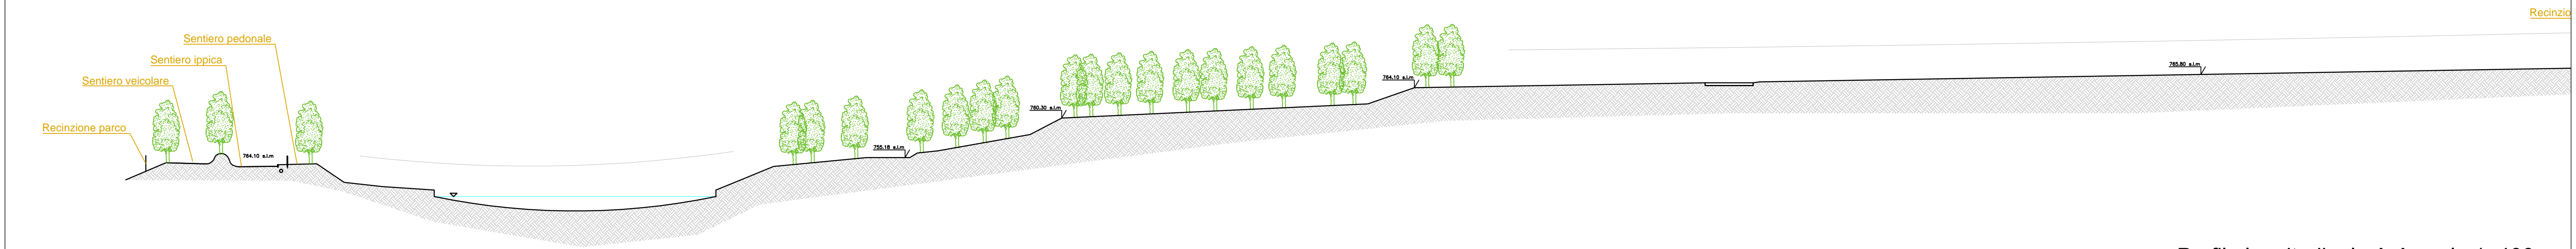 Recinzio
Sentiero pedonale
Sentiero ippica
Sentiero veicolare
Recinzione parco
764.10 s.l.m
755.18 s.l.m
760.30 s.l.m
764.10 s.l.m
765.80 s.l.m